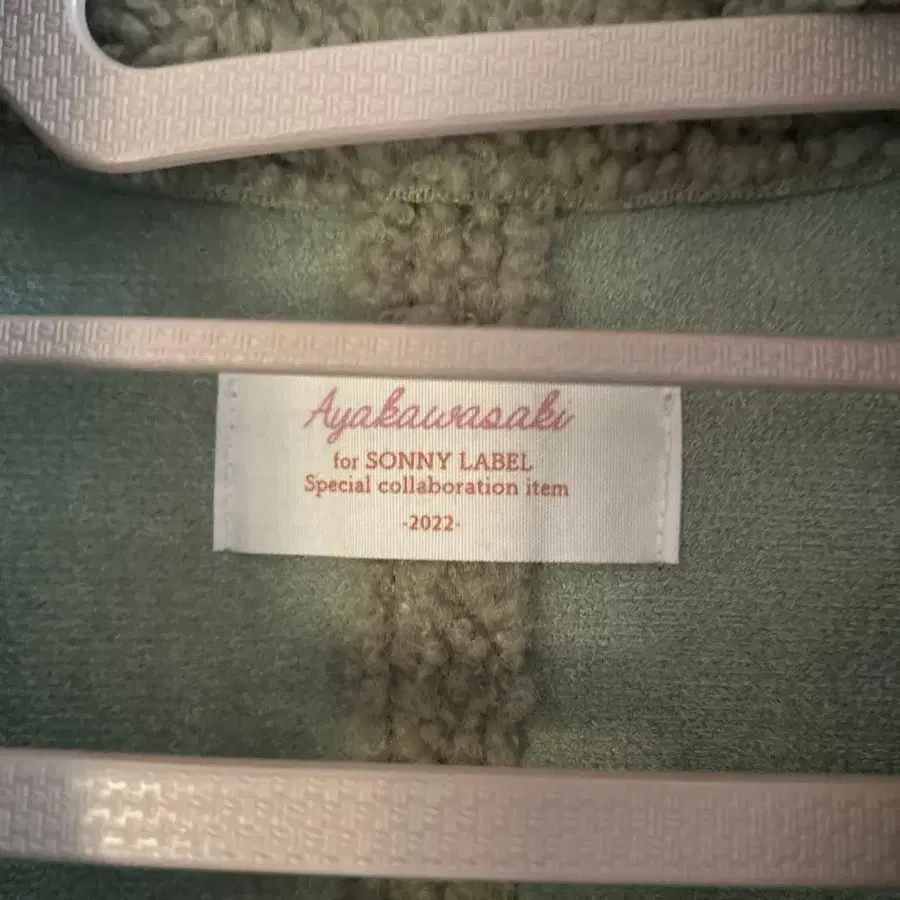 Ayakawasaki
for SONNY LABEL
Special collaboration item
-2022-